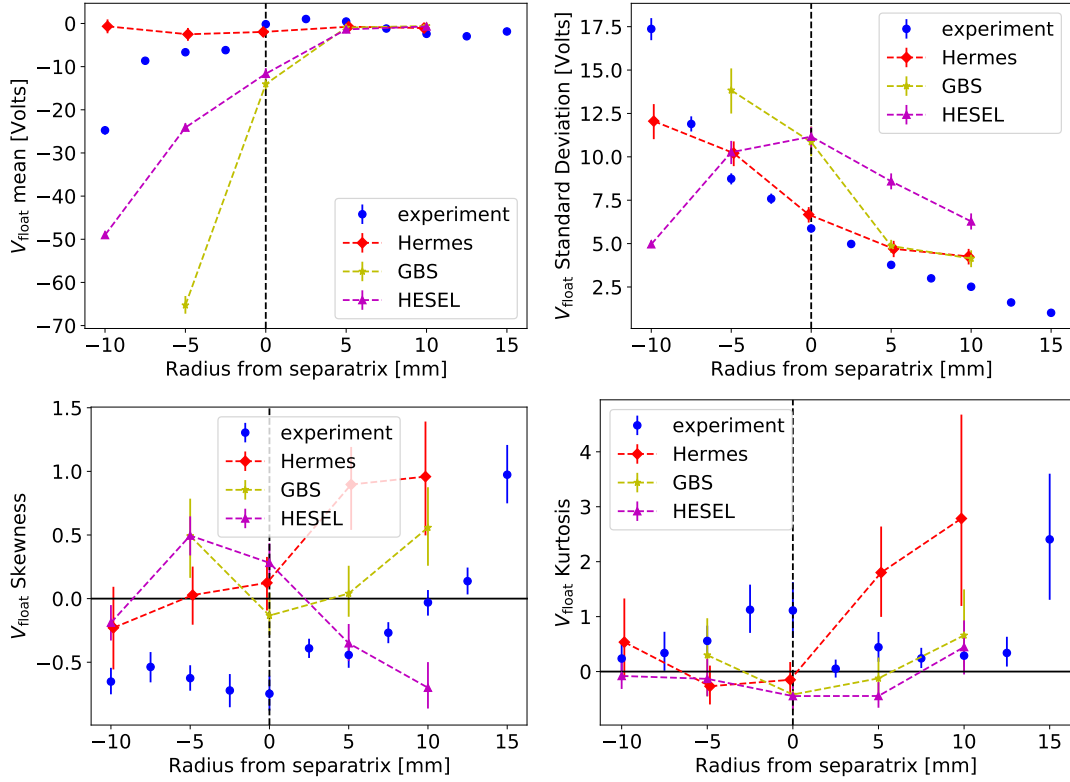 V_float mean [Volts]
0
−10
−20
−30
−40
−50
−60
−70
experiment
Hermes
GBS
HESEL
−10 −5 0 5 10 15
Radius from separatrix [mm]
V_float Standard Deviation [Volts]
17.5
15.0
12.5
10.0
7.5
5.0
2.5
experiment
Hermes
GBS
HESEL
−10 −5 0 5 10 15
Radius from separatrix [mm]
V_float Skewness
1.5
1.0
0.5
0.0
−0.5
experiment
Hermes
GBS
HESEL
−10 −5 0 5 10 15
Radius from separatrix [mm]
V_float Kurtosis
4
3
2
1
0
experiment
Hermes
GBS
HESEL
−10 −5 0 5 10 15
Radius from separatrix [mm]